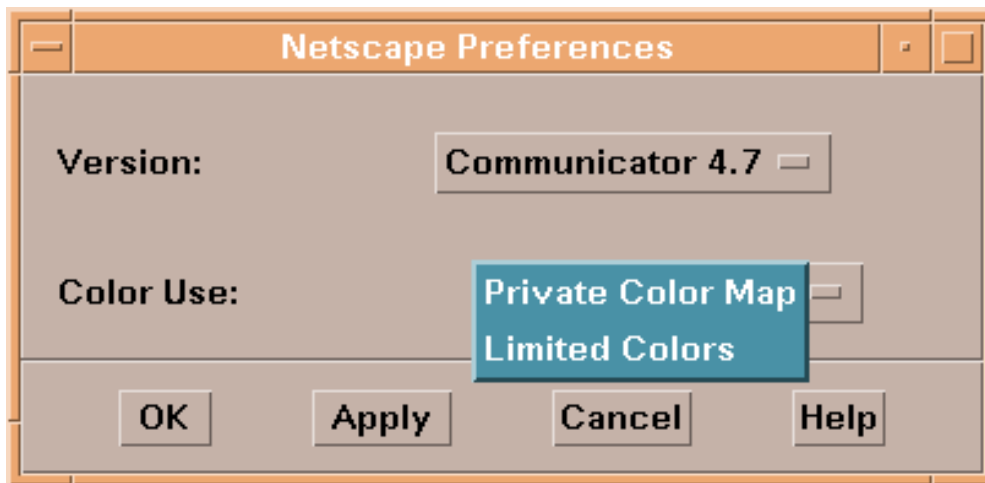 Netscape Preferences
Version:
Communicator 4.7
Color Use:
Private Color Map
Limited Colors
OK
Apply
Cancel
Help